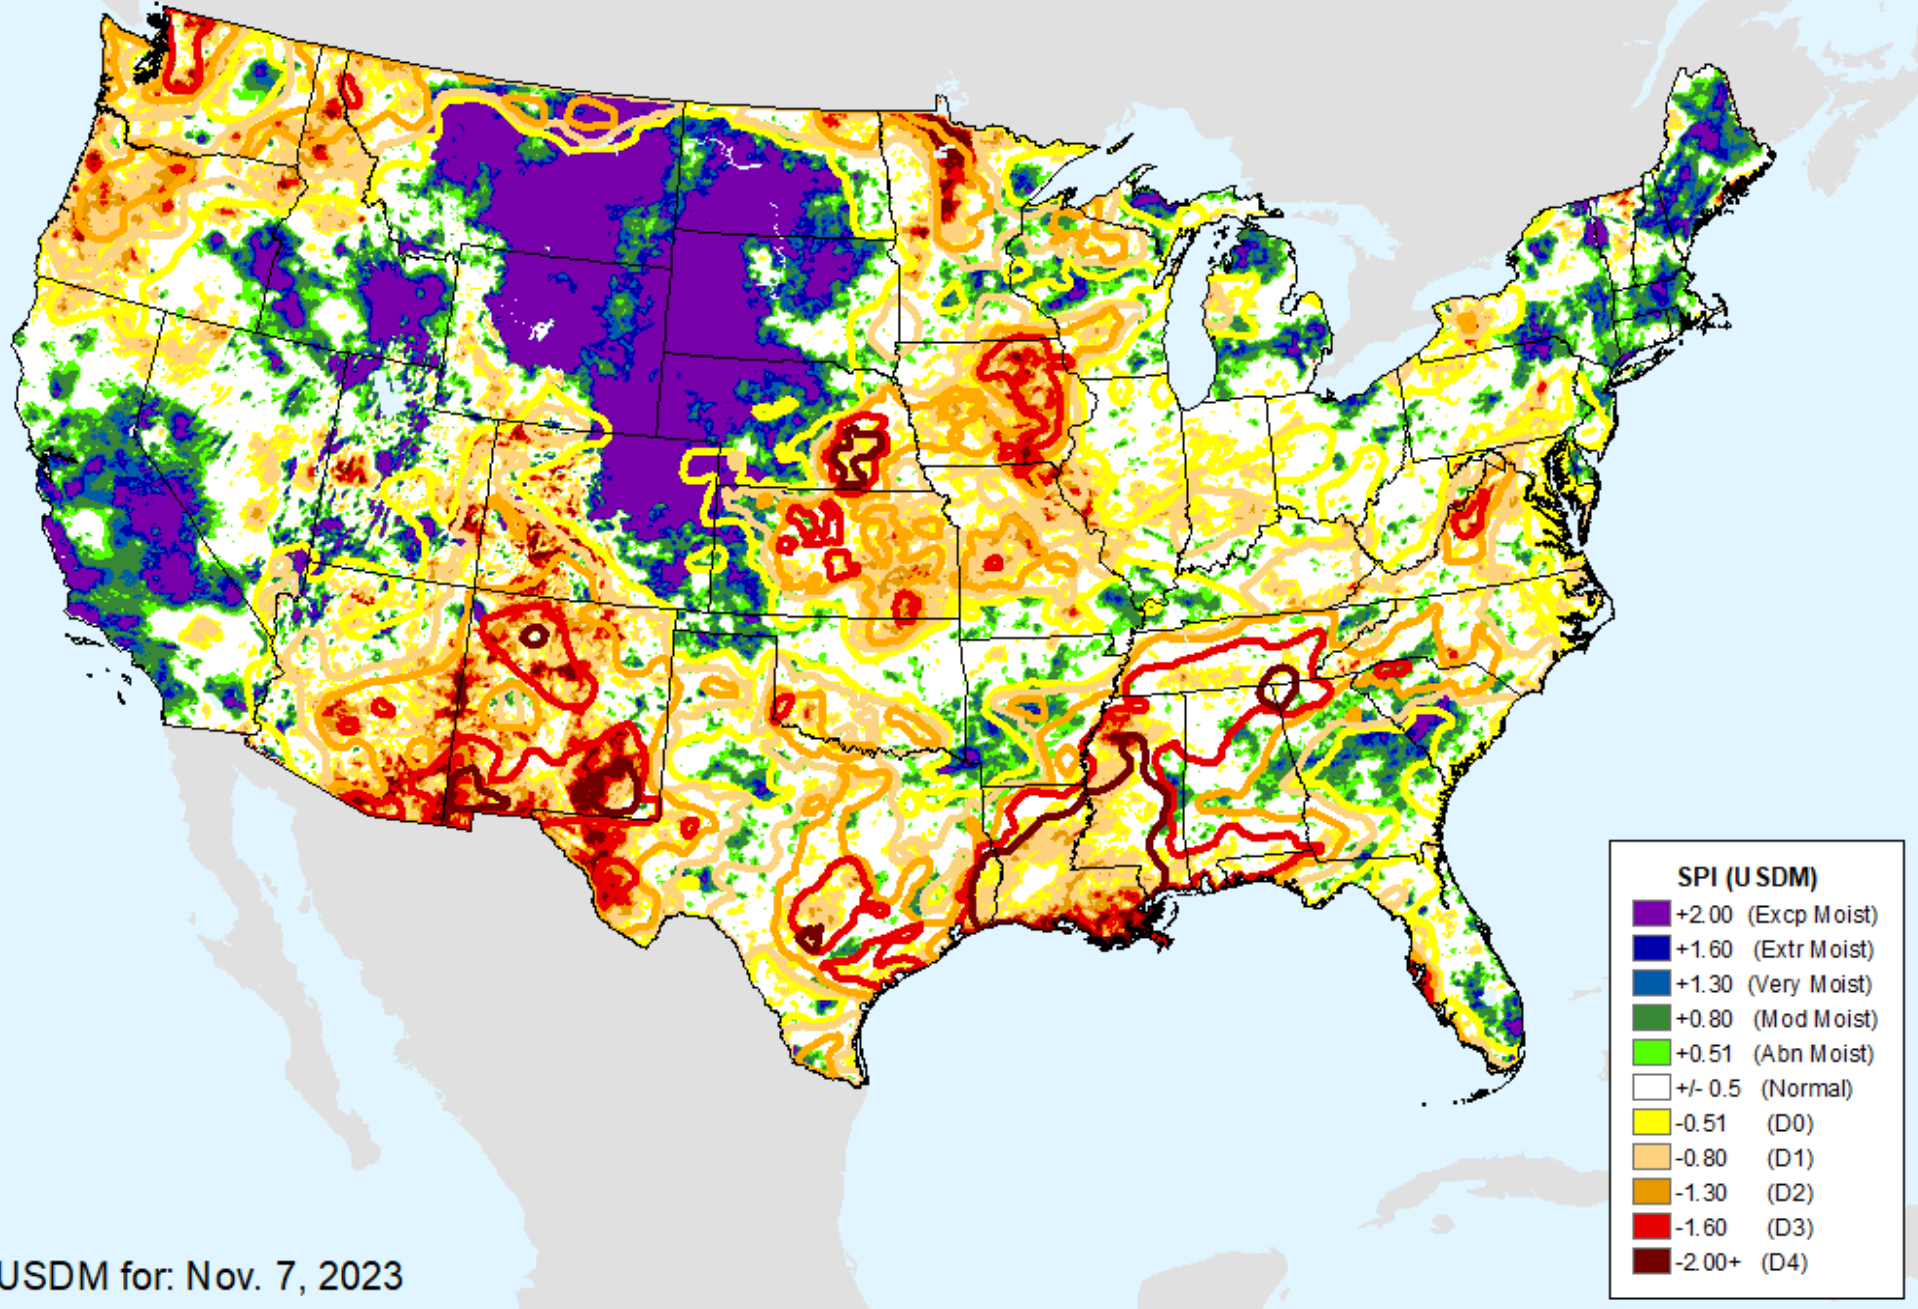 SPI (USDM)
+2.00 (Excp Moist)
+1.60 (Extr Moist)
+1.30 (Very Moist)
+0.80 (Mod Moist)
+0.51 (Abn Moist)
+/- 0.5 (Normal)
-0.51 (D0)
-0.80 (D1)
-1.30 (D2)
-1.60 (D3)
-2.00+ (D4)
USDM for: Nov. 7, 2023